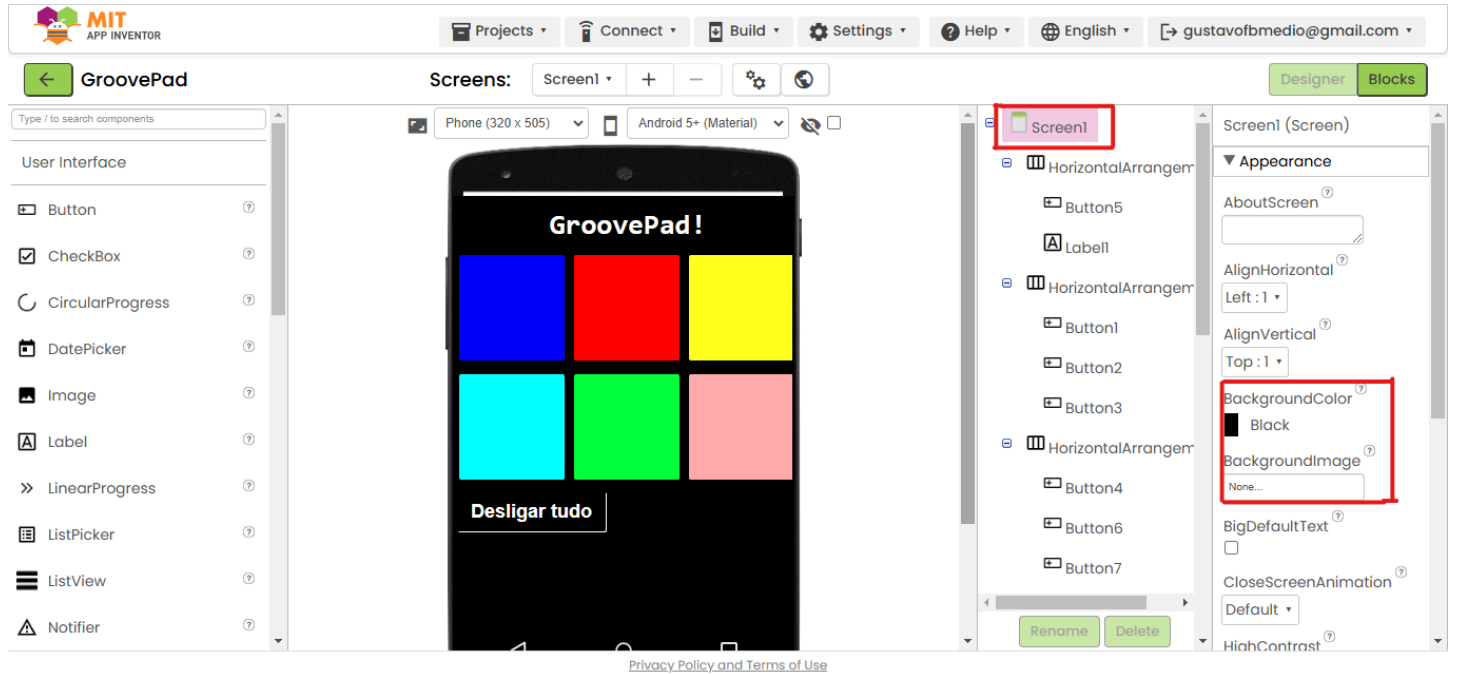 MIT
APP INVENTOR
Projects
Connect
Build
Settings
Help
English
gustavofbmedio@gmail.com
GroovePad
Screens:
Screen1
Designer
Blocks
Type / to search components
User Interface
Button
CheckBox
CircularProgress
DatePicker
Image
Label
LinearProgress
ListPicker
ListView
Notifier
Phone (320 x 505)
Android 5+ (Material)
GroovePad!
Desligar tudo
Screen1
HorizontalArrangem
Button5
Label1
HorizontalArrangem
Button1
Button2
Button3
HorizontalArrangem
Button4
Button6
Button7
Rename
Delete
Screen1 (Screen)
Appearance
AboutScreen
AlignHorizontal
Left : 1
AlignVertical
Top : 1
BackgroundColor
Black
BackgroundImage
None...
BigDefaultText
CloseScreenAnimation
Default
HighContrast
Privacy Policy and Terms of Use